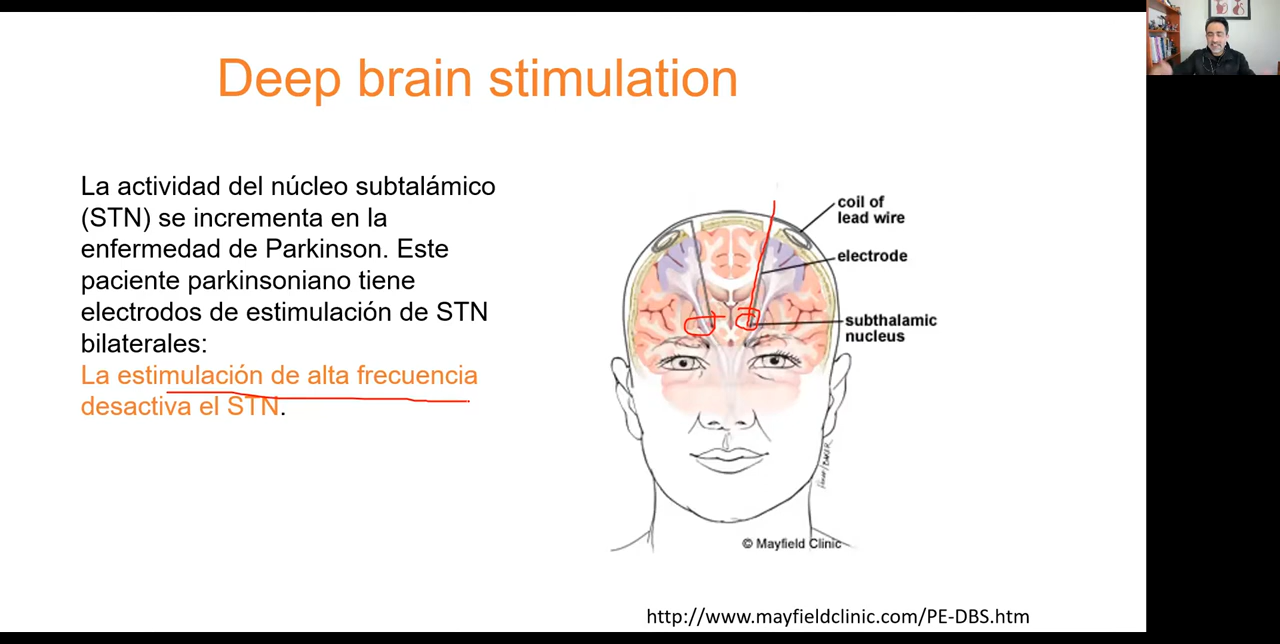 Deep brain stimulation
La actividad del núcleo subtalámico
(STN) se incrementa en la
enfermedad de Parkinson. Este
paciente parkinsoniano tiene
electrodos de estimulación de STN
bilaterales:
La estimulación de alta frecuencia
desactiva el STN.
coil of
lead wire
electrode
subthalamic
nucleus
© Mayfield Clinic
http://www.mayfieldclinic.com/PE-DBS.htm